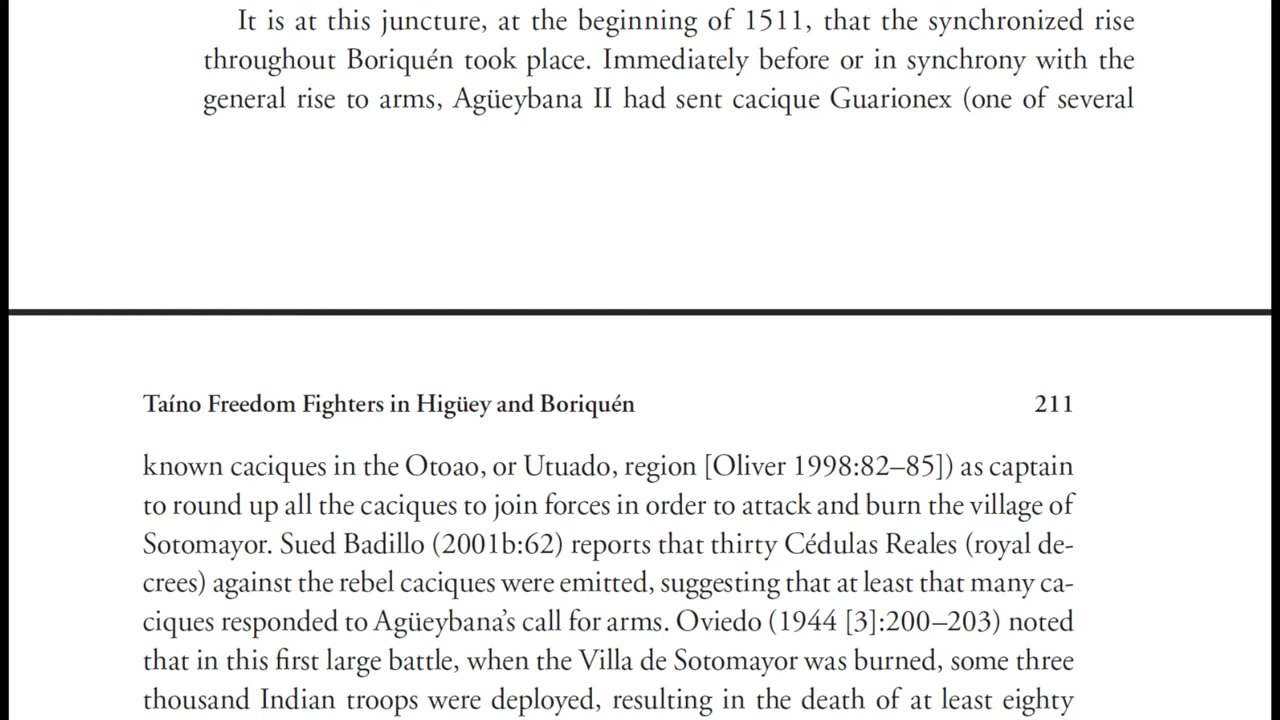 It is at this juncture, at the beginning of 1511, that the synchronized rise
throughout Boriquén took place. Immediately before or in synchrony with the
general rise to arms, Agüeybana II had sent cacique Guarionex (one of several
Taíno Freedom Fighters in Higüey and Boriquén 211
known caciques in the Otoao, or Utuado, region [Oliver 1998:82–85]) as captain
to round up all the caciques to join forces in order to attack and burn the village of
Sotomayor. Sued Badillo (2001b:62) reports that thirty Cédulas Reales (royal de-
crees) against the rebel caciques were emitted, suggesting that at least that many ca-
ciques responded to Agüeybana’s call for arms. Oviedo (1944 [3]:200–203) noted
that in this first large battle, when the Villa de Sotomayor was burned, some three
thousand Indian troops were deployed, resulting in the death of at least eighty